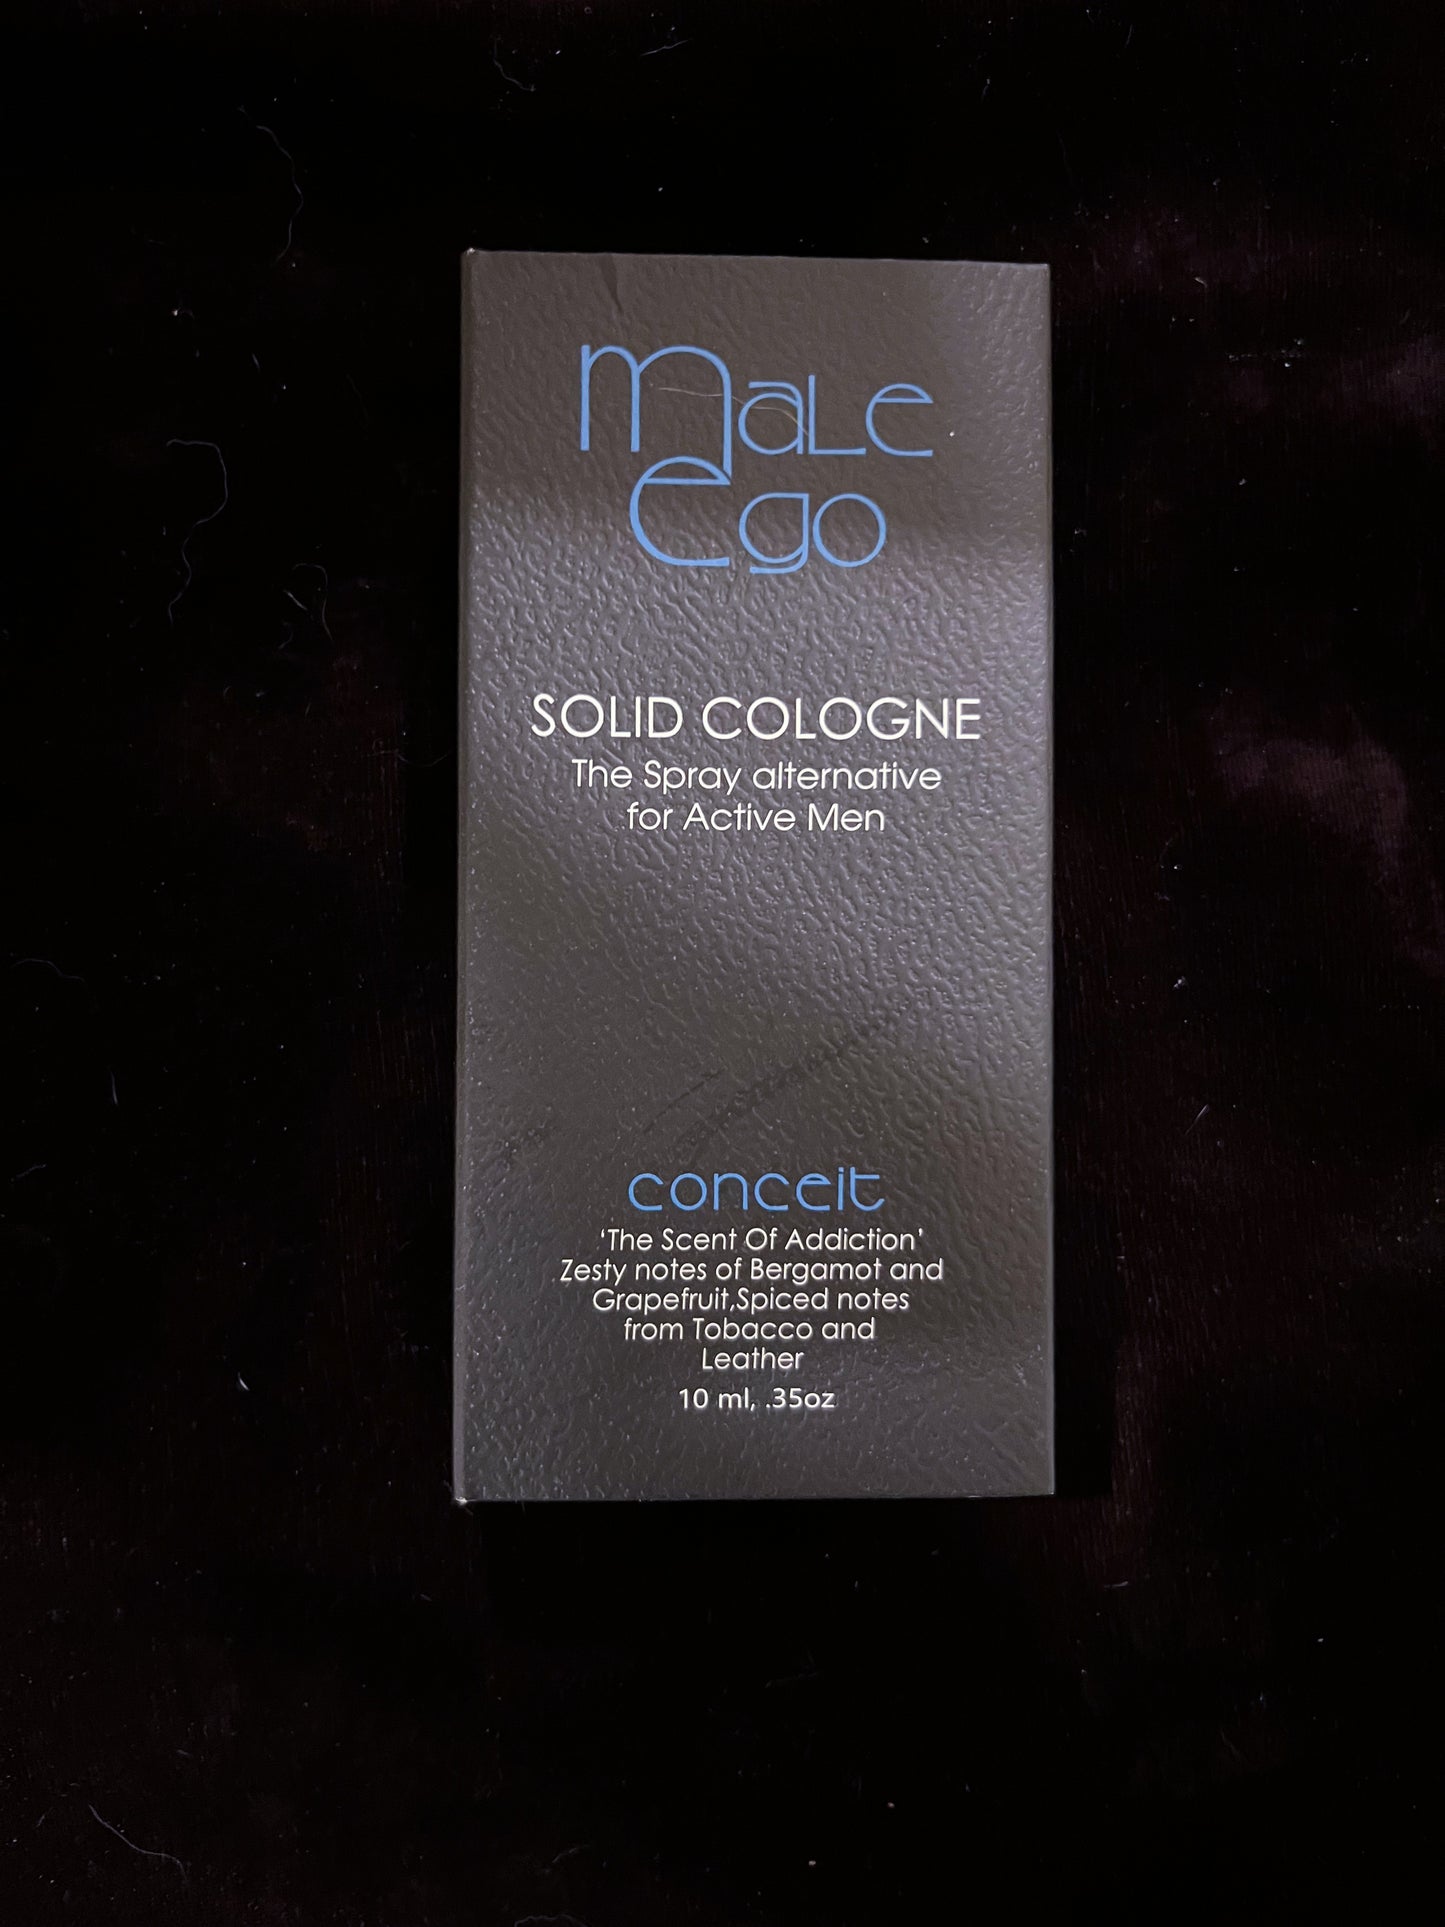 male
ego
SOLID COLOGNE
The Spray alternative
for Active Men
conceit
‘The Scent Of Addiction’
Zesty notes of Bergamot and
Grapefruit,Spiced notes
from Tobacco and
Leather
10 ml, .35oz